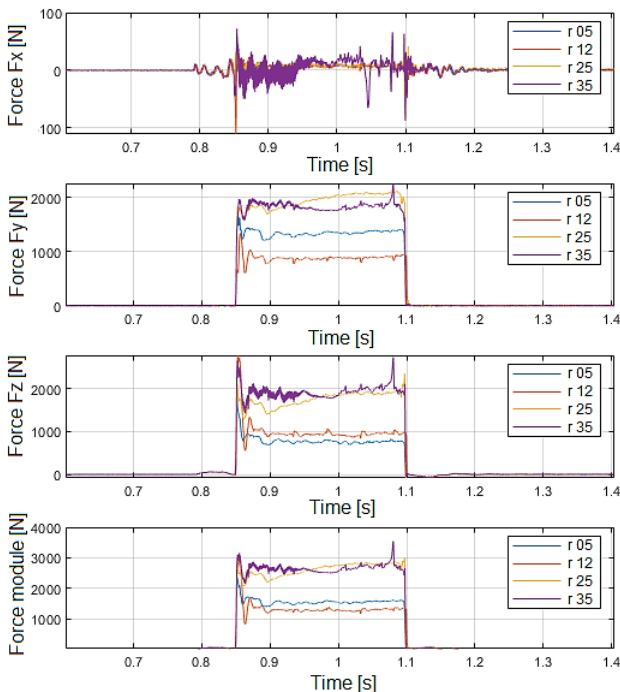 Force Fx [N]
100
0
-100
0.7 0.8 0.9 1 1.1 1.2 1.3 1.4
Time [s]
r 05
r 12
r 25
r 35
Force Fy [N]
2000
1000
0
0.7 0.8 0.9 1 1.1 1.2 1.3 1.4
Time [s]
r 05
r 12
r 25
r 35
Force Fz [N]
2000
1000
0
0.7 0.8 0.9 1 1.1 1.2 1.3 1.4
Time [s]
r 05
r 12
r 25
r 35
Force module [N]
4000
3000
2000
1000
0.7 0.8 0.9 1 1.1 1.2 1.3 1.4
Time [s]
r 05
r 12
r 25
r 35